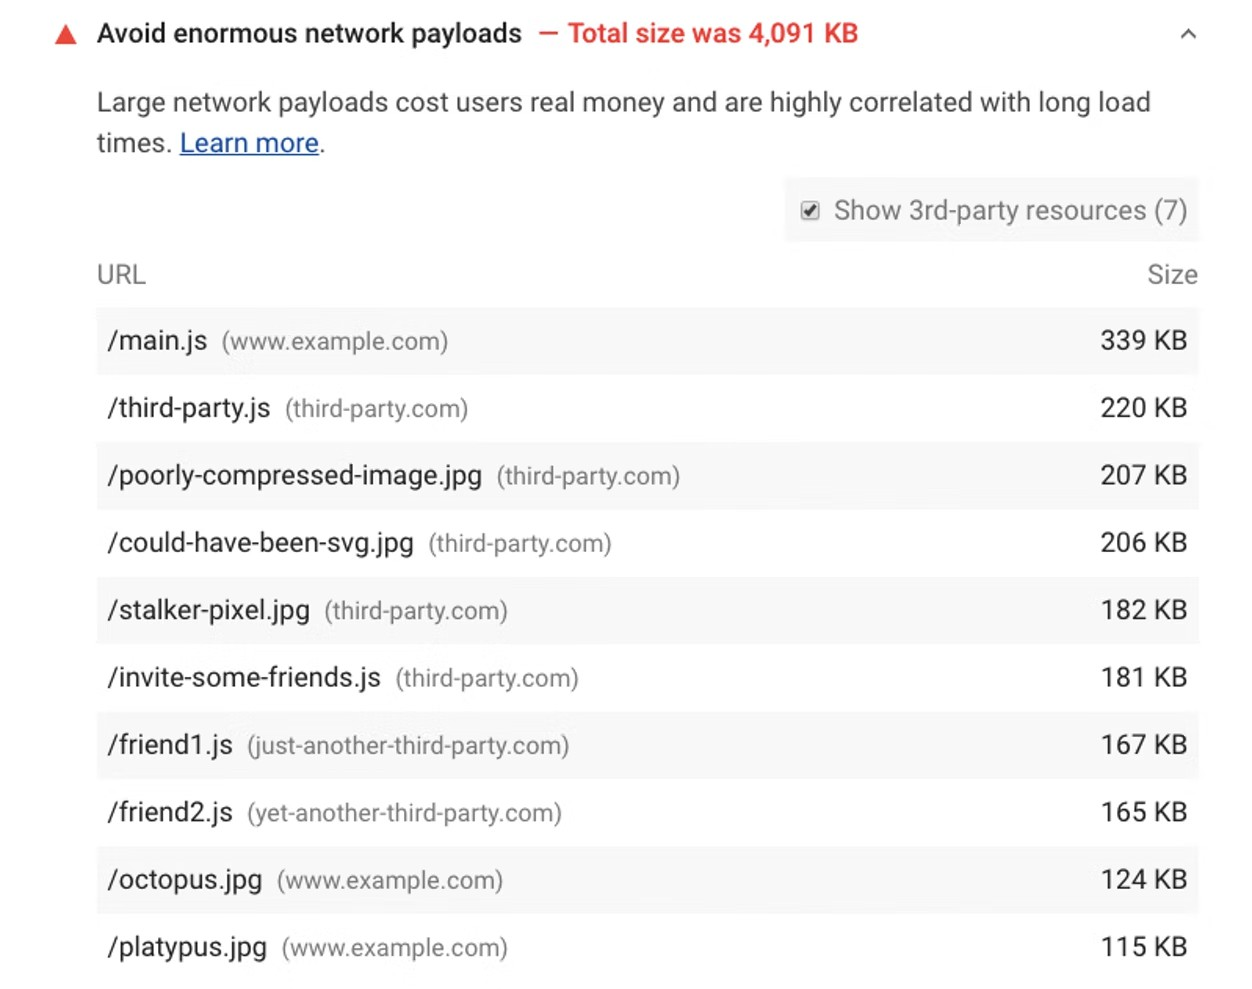 Avoid enormous network payloads — Total size was 4,091 KB
Large network payloads cost users real money and are highly correlated with long load
times. Learn more.
Show 3rd-party resources (7)
URL Size
/main.js (www.example.com) 339 KB
/third-party.js (third-party.com) 220 KB
/poorly-compressed-image.jpg (third-party.com) 207 KB
/could-have-been-svg.jpg (third-party.com) 206 KB
/stalker-pixel.jpg (third-party.com) 182 KB
/invite-some-friends.js (third-party.com) 181 KB
/friend1.js (just-another-third-party.com) 167 KB
/friend2.js (yet-another-third-party.com) 165 KB
/octopus.jpg (www.example.com) 124 KB
/platypus.jpg (www.example.com) 115 KB